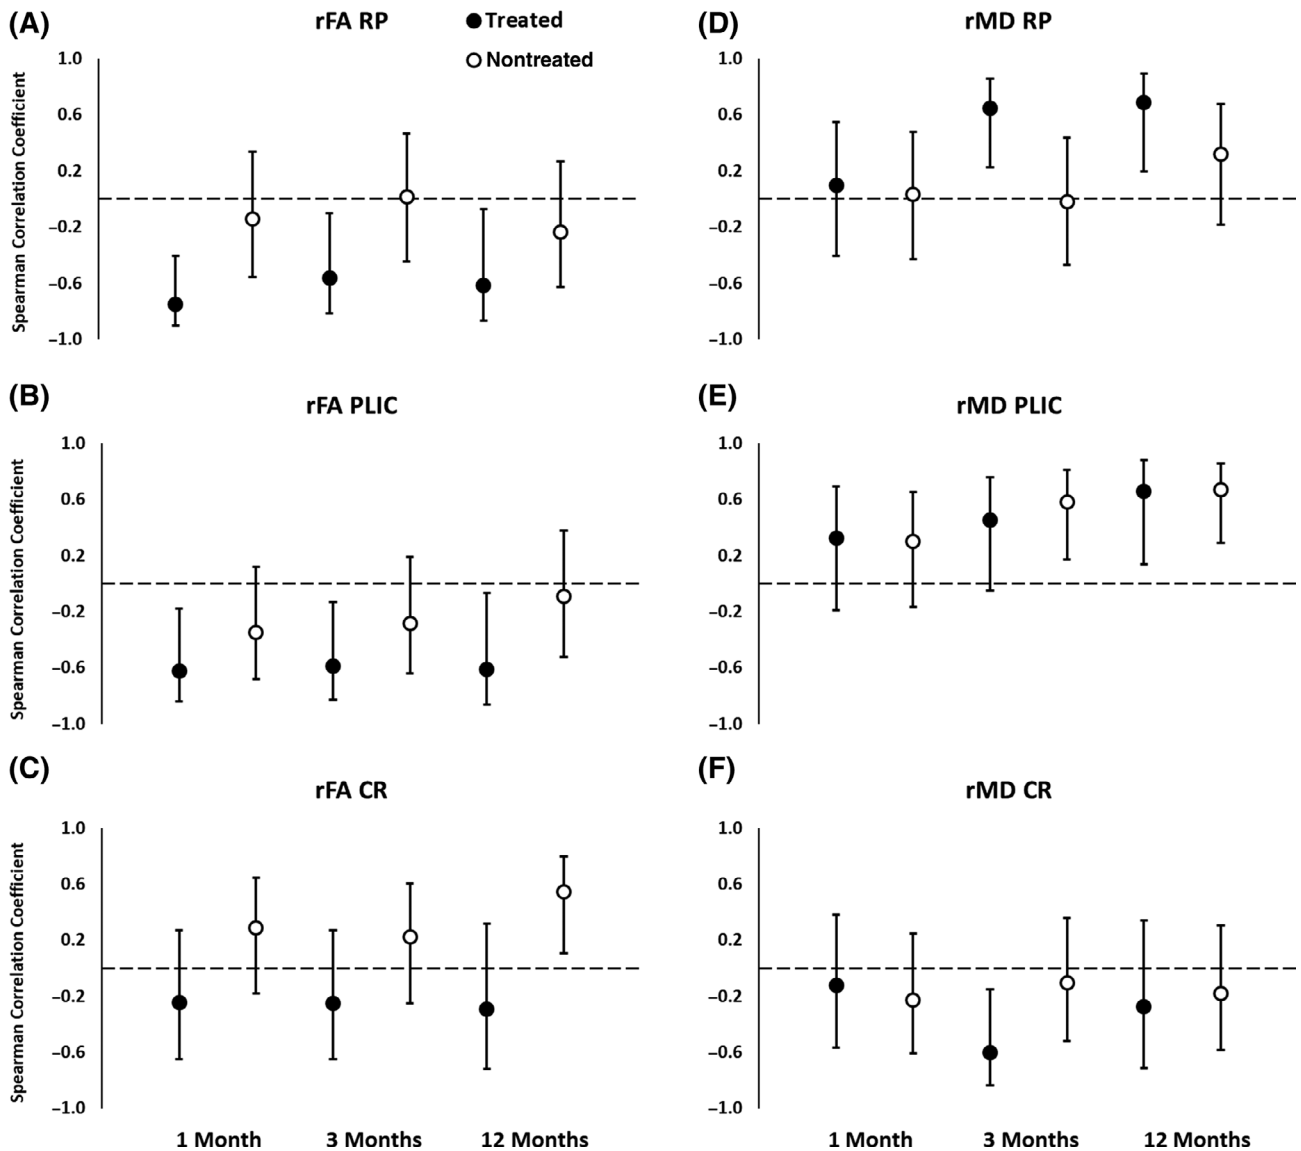 (A)
rFA RP
Treated
Nontreated
Spearman Correlation Coefficient
1.0
0.6
0.2
−0.2
−0.6
−1.0
(D)
rMD RP
1.0
0.6
0.2
−0.2
−0.6
−1.0
(B)
rFA PLIC
Spearman Correlation Coefficient
1.0
0.6
0.2
−0.2
−0.6
−1.0
(E)
rMD PLIC
1.0
0.6
0.2
−0.2
−0.6
−1.0
(C)
rFA CR
Spearman Correlation Coefficient
1.0
0.6
0.2
−0.2
−0.6
−1.0
1 Month 3 Months 12 Months
(F)
rMD CR
1.0
0.6
0.2
−0.2
−0.6
−1.0
1 Month 3 Months 12 Months